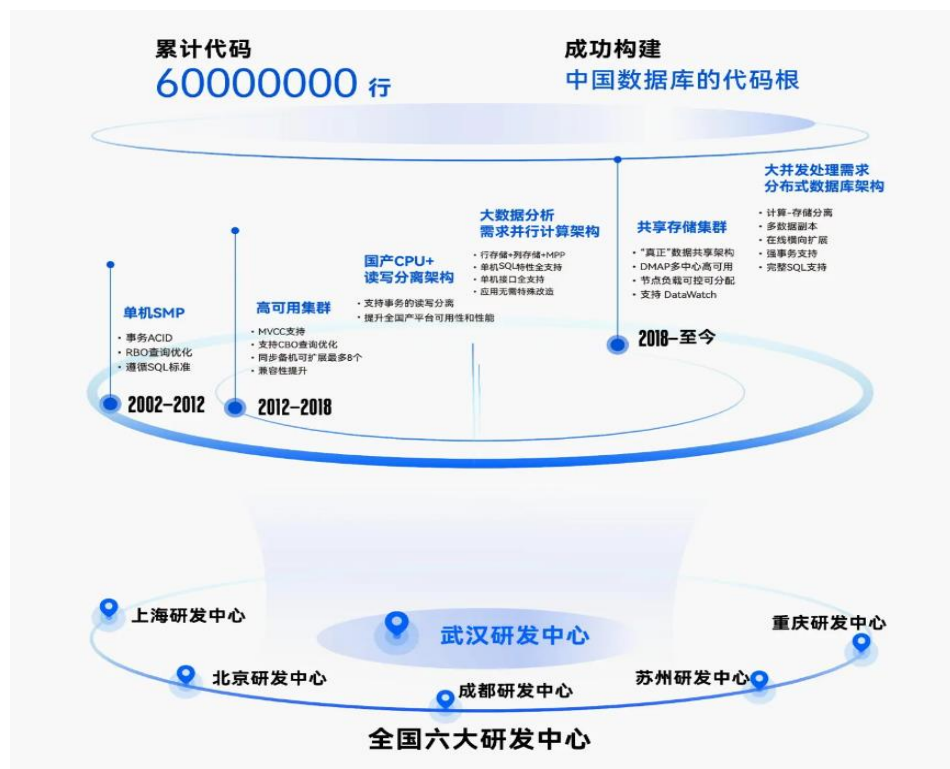 累计代码
60000000 行
成功构建
中国数据库的代码根
单机SMP
• 事务ACID
• RBO查询优化
• 遵循SQL标准
2002-2012
高可用集群
• MVCC支持
• 支持CBO查询优化
• 同步备机可扩展最多8个
• 兼容性提升
2012-2018
国产CPU+
读写分离架构
• 支持事务的读写分离
• 提升全国产平台可用性和性能
大数据分析
需求并行计算架构
• 行存储+列存储+MPP
• 单机SQL特性全支持
• 单机接口全支持
• 应用无需特殊改造
共享存储集群
• “真正”数据共享架构
• DMAP多中心高可用
• 节点负载可控可分配
• 支持 DataWatch
2018-至今
大并发处理需求
分布式数据库架构
• 计算-存储分离
• 多数据副本
• 在线横向扩展
• 强事务支持
• 完整SQL支持
上海研发中心
武汉研发中心
重庆研发中心
北京研发中心
成都研发中心
苏州研发中心
全国六大研发中心